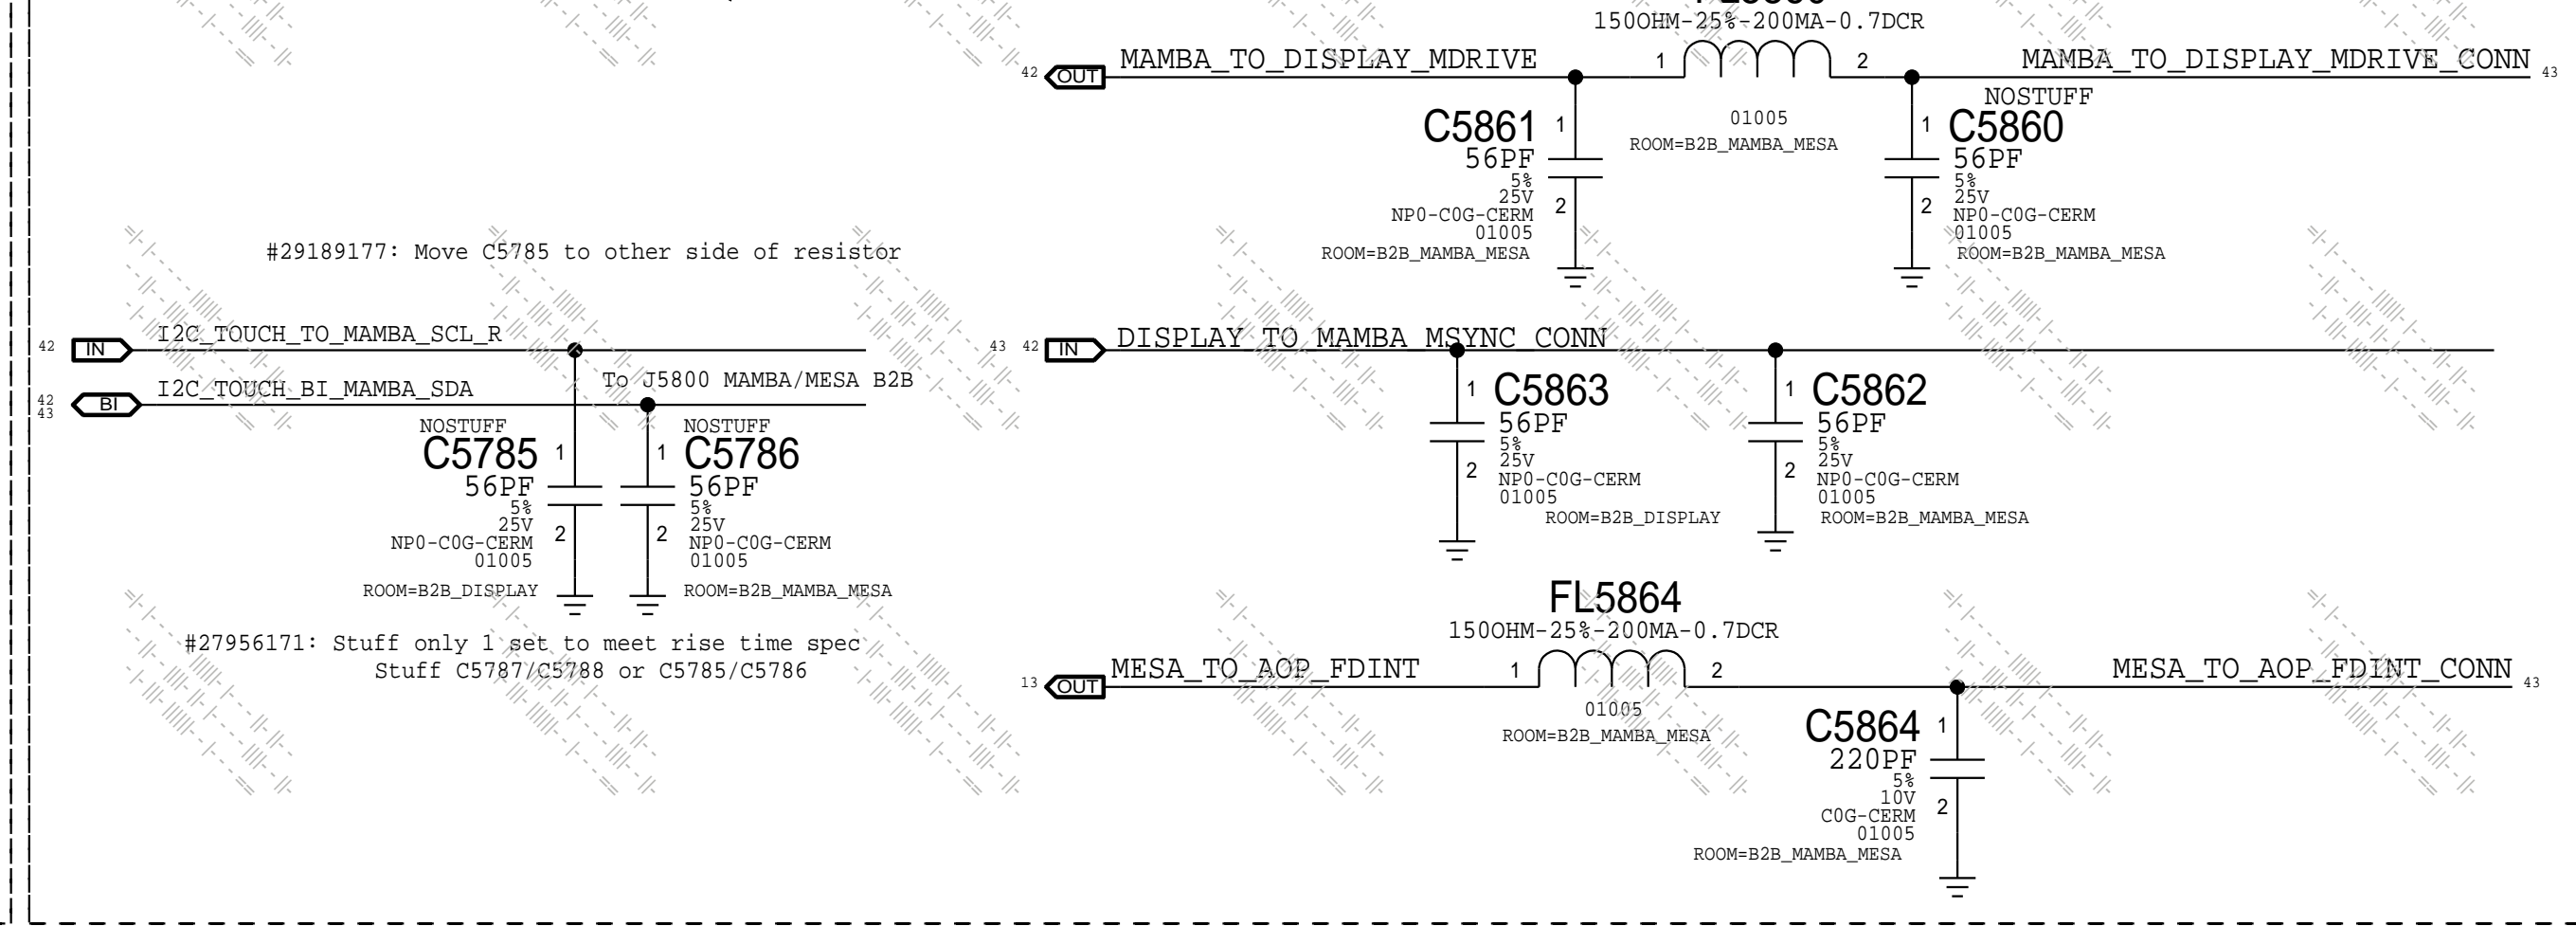 150OHM-25%-200MA-0.7DCR
42 OUT MAMBA_TO_DISPLAY_MDRIVE 1 2 MAMBA_TO_DISPLAY_MDRIVE_CONN 43
01005
ROOM=B2B_MAMBA_MESA
C5861 1
56PF
5%
25V
2
NP0-C0G-CERM
01005
ROOM=B2B_MAMBA_MESA
NOSTUFF
1 C5860
56PF
5%
25V
2
NP0-C0G-CERM
01005
ROOM=B2B_MAMBA_MESA
#29189177: Move C5785 to other side of resistor
42 IN I2C_TOUCH_TO_MAMBA_SCL_R
42
43
BI I2C_TOUCH_BI_MAMBA_SDA
To J5800 MAMBA/MESA B2B
NOSTUFF
C5785 1
56PF
5%
25V
2
NP0-C0G-CERM
01005
ROOM=B2B_DISPLAY
NOSTUFF
1 C5786
56PF
5%
25V
2
NP0-C0G-CERM
01005
ROOM=B2B_MAMBA_MESA
#27956171: Stuff only 1 set to meet rise time spec
Stuff C5787/C5788 or C5785/C5786
43 42 IN DISPLAY_TO_MAMBA_MSYNC_CONN
1 C5863
56PF
5%
25V
2
NP0-C0G-CERM
01005
ROOM=B2B_DISPLAY
1 C5862
56PF
5%
25V
2
NP0-C0G-CERM
01005
ROOM=B2B_MAMBA_MESA
FL5864
150OHM-25%-200MA-0.7DCR
13 OUT MESA_TO_AOP_FDINT 1 2 MESA_TO_AOP_FDINT_CONN 43
01005
ROOM=B2B_MAMBA_MESA
C5864 1
220PF
5%
10V
2
C0G-CERM
01005
ROOM=B2B_MAMBA_MESA